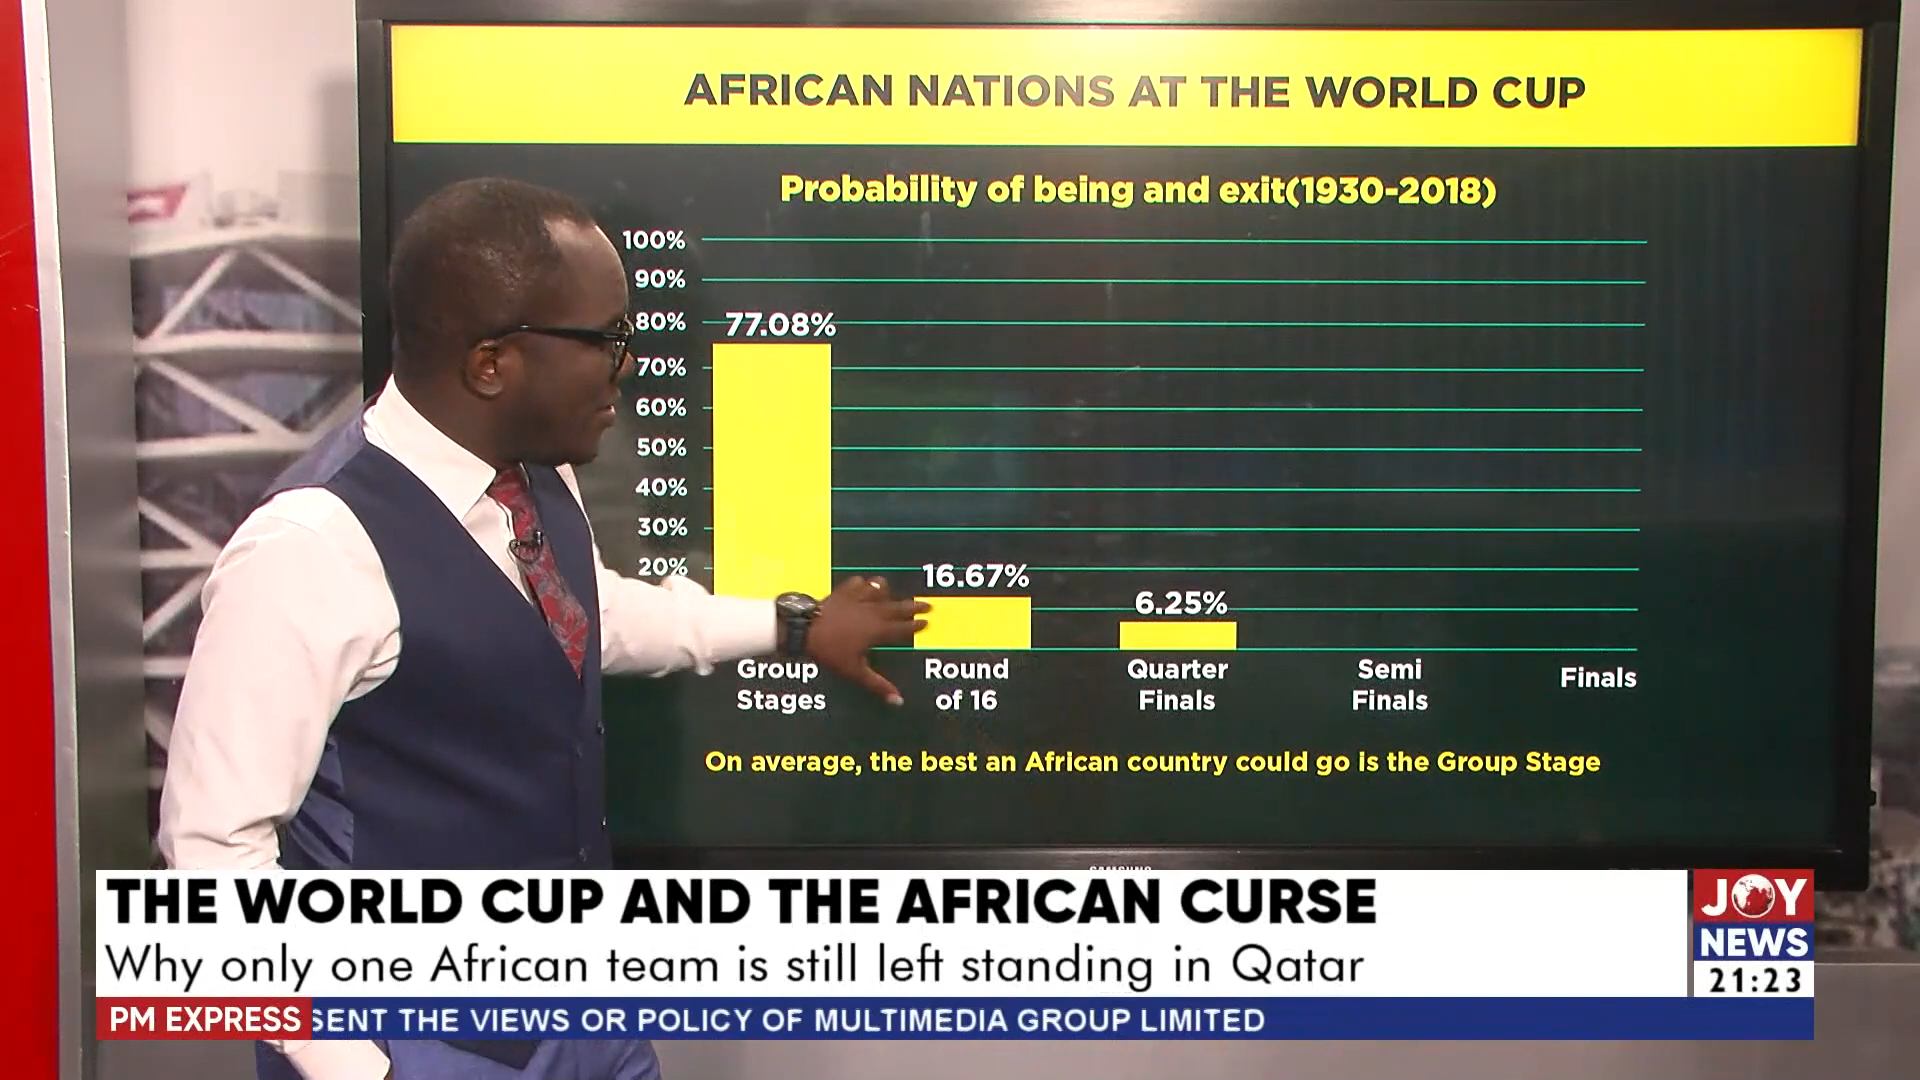 AFRICAN NATIONS AT THE WORLD CUP
Probability of being and exit(1930-2018)
100%
90%
80%
77.08%
70%
60%
50%
40%
30%
20%
16.67%
6.25%
Group
Stages
Round
of 16
Quarter
Finals
Semi
Finals
Finals
On average, the best an African country could go is the Group Stage
SAMSUNG
THE WORLD CUP AND THE AFRICAN CURSE
Why only one African team is still left standing in Qatar
JOY
NEWS
21:23
PM EXPRESS
SENT THE VIEWS OR POLICY OF MULTIMEDIA GROUP LIMITED